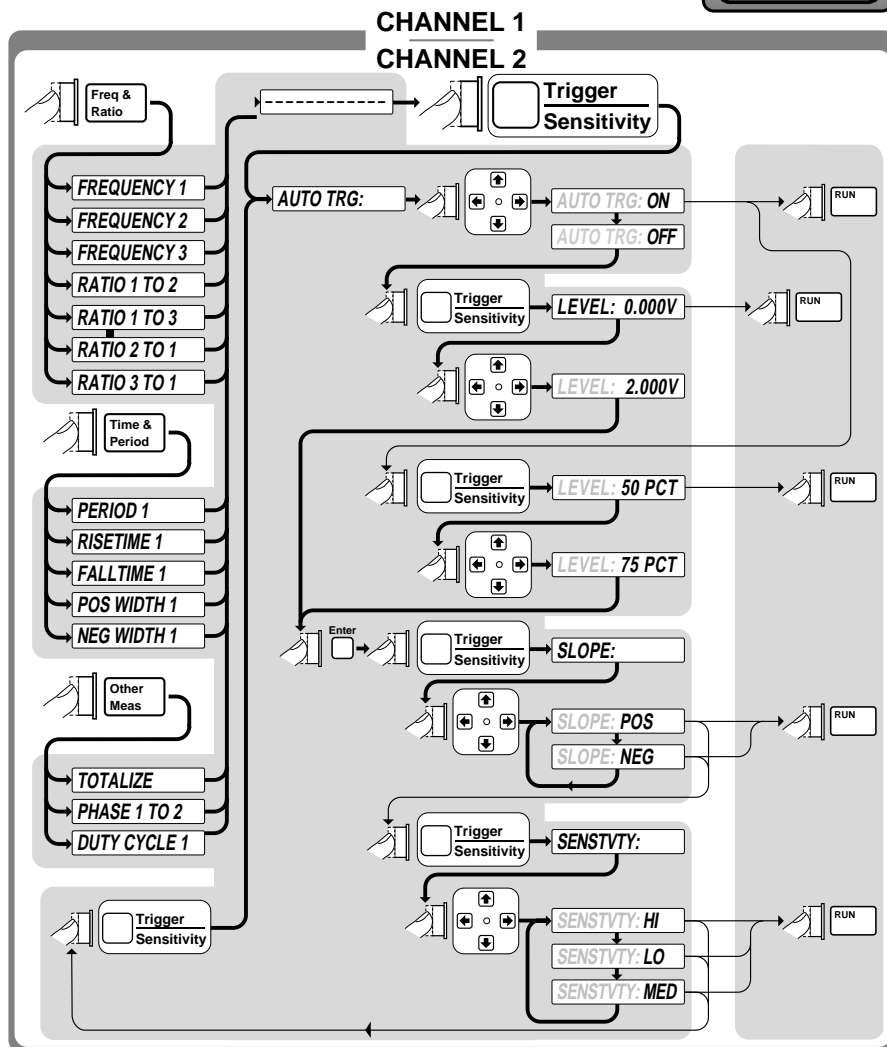 CHANNEL 1
CHANNEL 2
Freq &
Ratio
- - - - - - - - - - - - - -
Trigger
Sensitivity
FREQUENCY 1
FREQUENCY 2
FREQUENCY 3
RATIO 1 TO 2
RATIO 1 TO 3
RATIO 2 TO 1
RATIO 3 TO 1
AUTO TRG:
AUTO TRG: ON
AUTO TRG: OFF
RUN
Trigger
Sensitivity
LEVEL: 0.000V
RUN
LEVEL: 2.000V
Time &
Period
PERIOD 1
RISETIME 1
FALLTIME 1
POS WIDTH 1
NEG WIDTH 1
Trigger
Sensitivity
LEVEL: 50 PCT
RUN
LEVEL: 75 PCT
Enter
Trigger
Sensitivity
SLOPE:
Other
Meas
SLOPE: POS
SLOPE: NEG
RUN
TOTALIZE
PHASE 1 TO 2
DUTY CYCLE 1
Trigger
Sensitivity
SENSTVTY:
Trigger
Sensitivity
SENSTVTY: HI
SENSTVTY: LO
SENSTVTY: MED
RUN